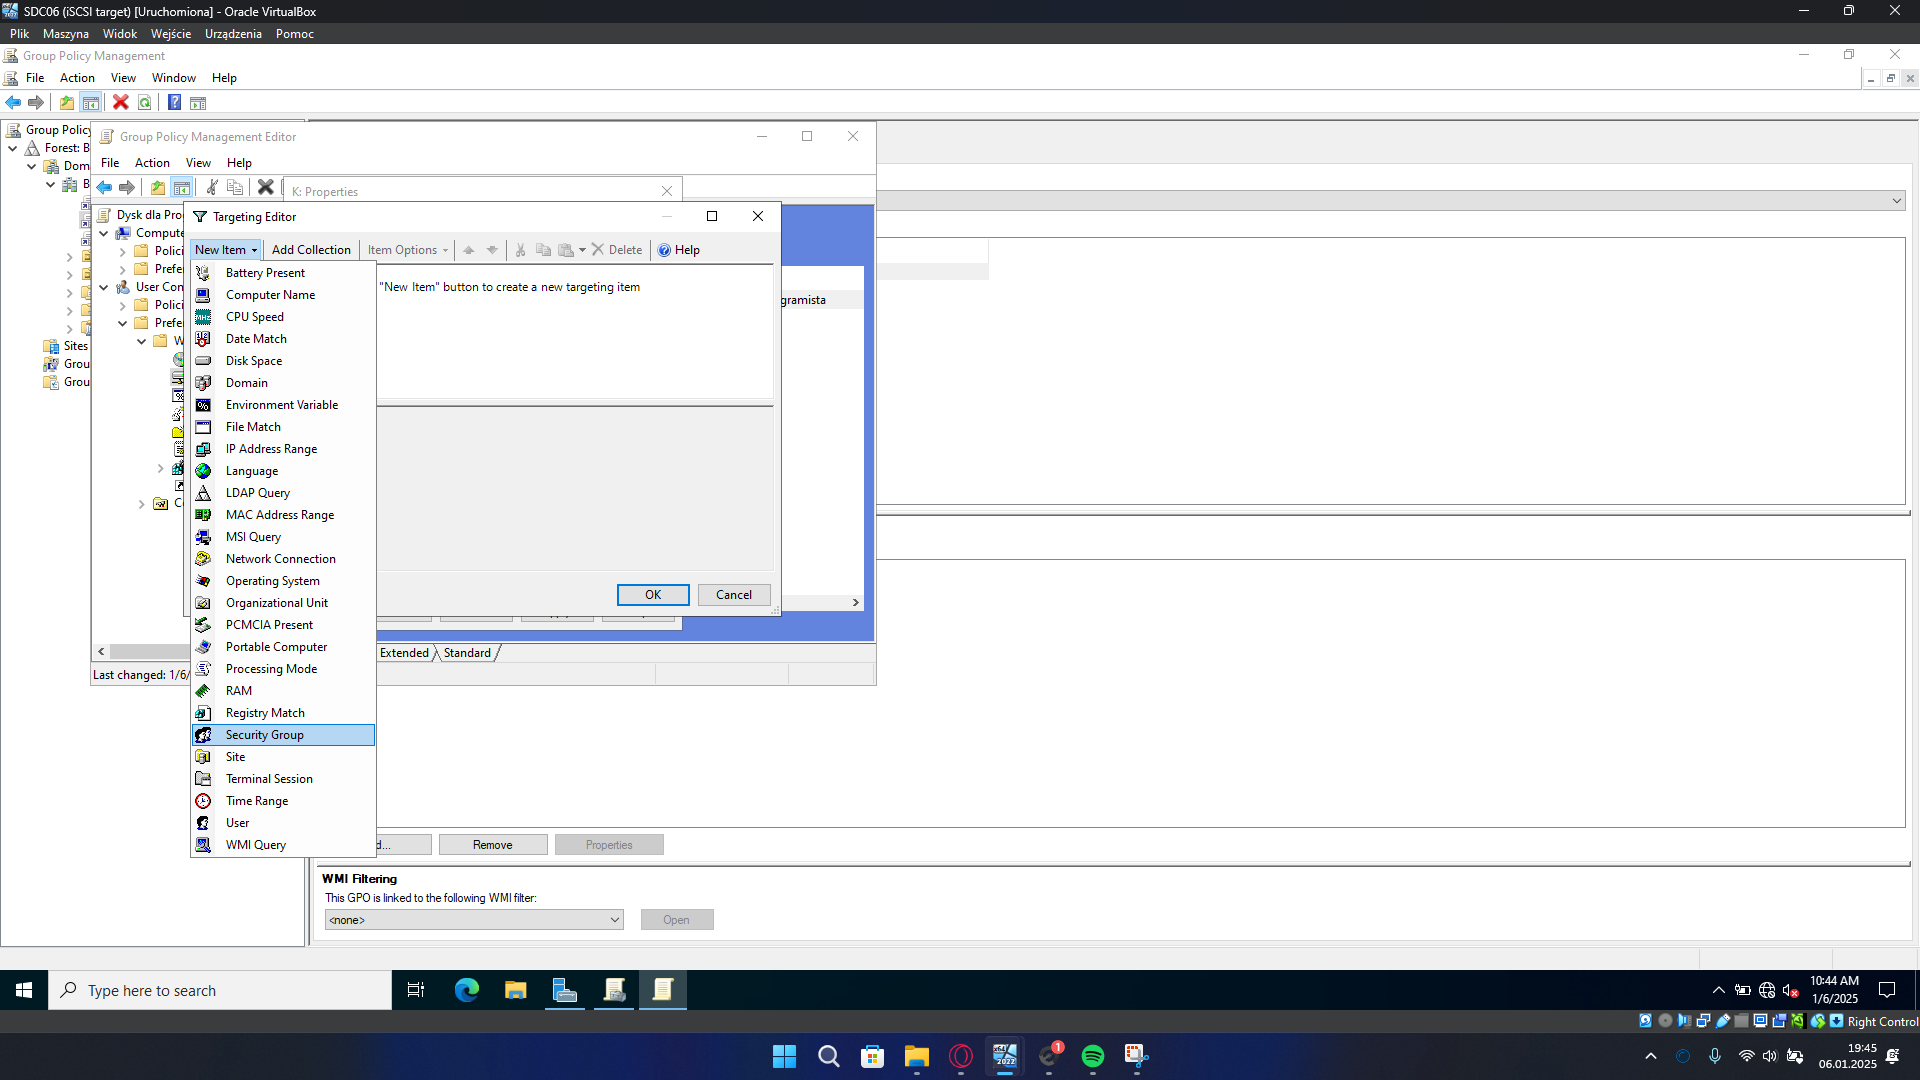 SDC06 (iSCSI target) [Uruchomiona] - Oracle VirtualBox
Plik Maszyna Widok Wejście Urządzenia Pomoc
Group Policy Management
File Action View Window Help
Group Policy
Forest: B
Dom
B
Sites
Grou
Grou
Group Policy Management Editor
File Action View Help
K: Properties
Dysk dla Pro
Compute
Polici
Prefer
User Con
Polici
Prefer
W
C
gramista
Targeting Editor
New Item Add Collection Item Options Delete Help
"New Item" button to create a new targeting item
Battery Present
Computer Name
CPU Speed
Date Match
Disk Space
Domain
Environment Variable
File Match
IP Address Range
Language
LDAP Query
MAC Address Range
MSI Query
Network Connection
Operating System
Organizational Unit
PCMCIA Present
Portable Computer
Processing Mode
RAM
Registry Match
Security Group
Site
Terminal Session
Time Range
User
WMI Query
OK Cancel
Extended Standard
Last changed: 1/6/
d... Remove Properties
WMI Filtering
This GPO is linked to the following WMI filter:
<none> Open
Type here to search
10:44 AM
1/6/2025
Right Control
2022
1
19:45
06.01.2025